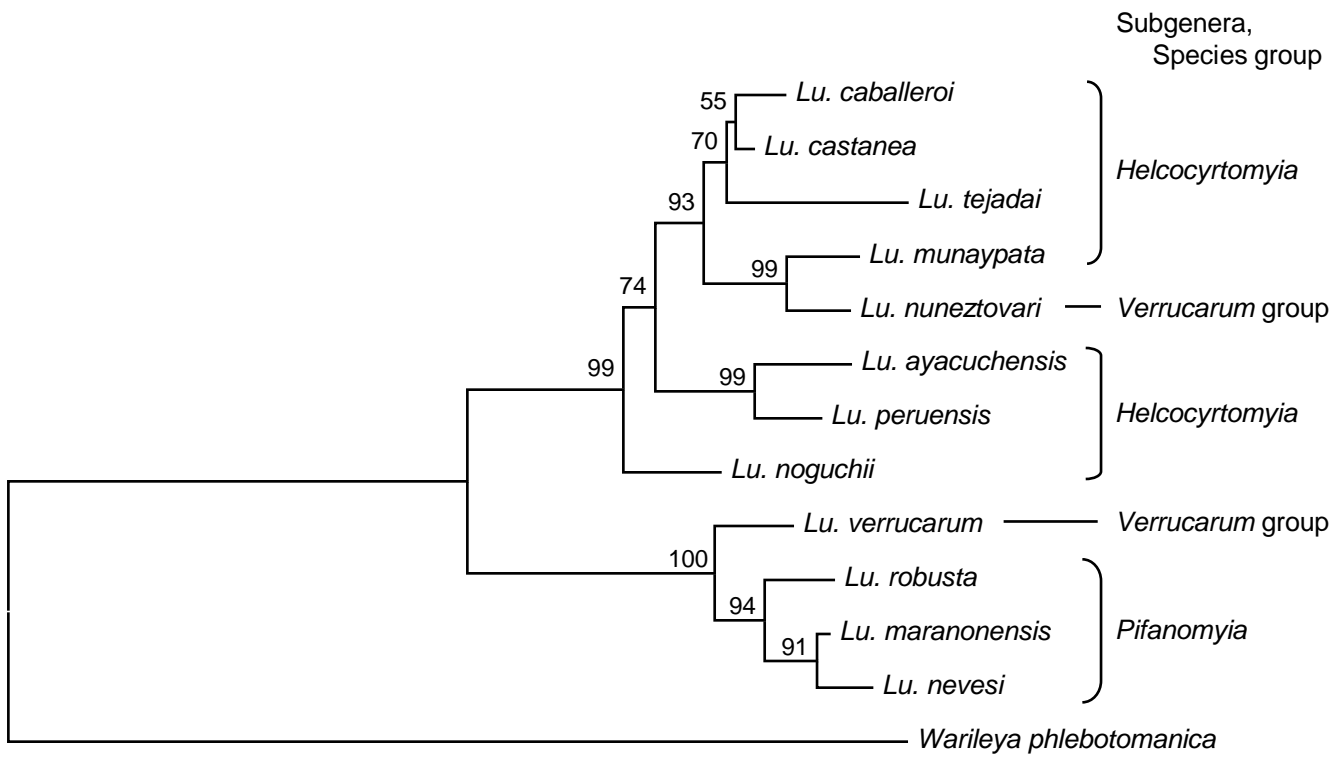 Subgenera,
Species group
55
Lu. caballeroi
70
Lu. castanea
Helcocyrtomyia
93
Lu. tejadai
99
Lu. munaypata
74
Lu. nuneztovari
Verrucarum group
99
99
Lu. ayacuchensis
Lu. peruensis
Helcocyrtomyia
Lu. noguchii
Lu. verrucarum
Verrucarum group
100
Lu. robusta
94
Lu. maranonensis
Pifanomyia
91
Lu. nevesi
Warileya phlebotomanica